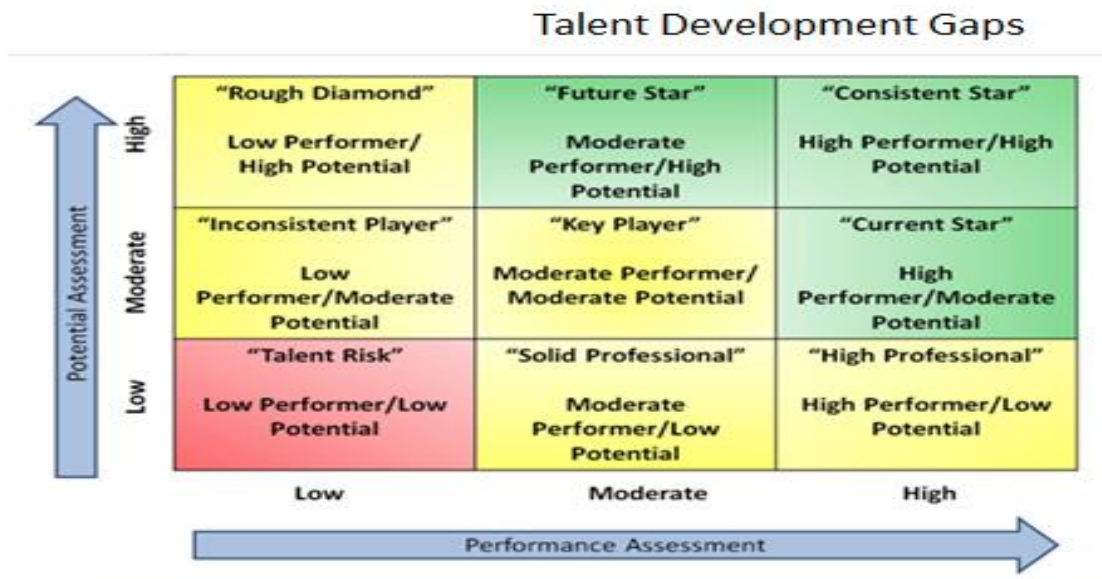 Talent Development Gaps
Potential Assessment
High
Moderate
Low
“Rough Diamond”
Low Performer/
High Potential
“Future Star”
Moderate
Performer/High
Potential
“Consistent Star”
High Performer/High
Potential
“Inconsistent Player”
Low
Performer/Moderate
Potential
“Key Player”
Moderate Performer/
Moderate Potential
“Current Star”
High
Performer/Moderate
Potential
“Talent Risk”
Low Performer/Low
Potential
“Solid Professional”
Moderate
Performer/Low
Potential
“High Professional”
High Performer/Low
Potential
Low
Moderate
High
Performance Assessment